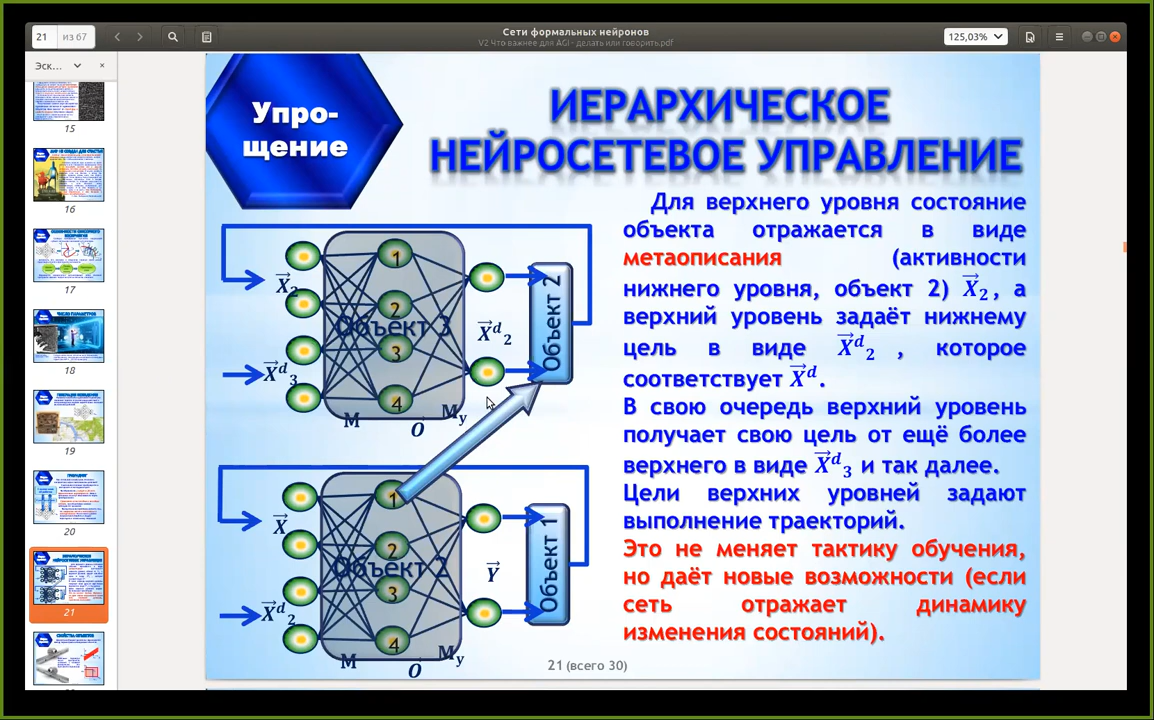 21 из 67
Сети формальных нейронов
V2 Что важнее для AGI - делать или говорить.pdf
125,03%
Эск...
15
16
17
18
19
20
21
Упро-
щение
ИЕРАРХИЧЕСКОЕ
НЕЙРОСЕТЕВОЕ УПРАВЛЕНИЕ
X⃗₂
X⃗ᵈ₃
1
2
Объект 3
3
4
M
O⃗
Mᵧ
X⃗ᵈ₂
Объект 2
X⃗
X⃗ᵈ₂
1
2
Объект 2
3
4
M
O⃗
Mᵧ
Y⃗
Объект 1
Для верхнего уровня состояние
объекта отражается в виде
метаописания (активности
нижнего уровня, объект 2) X⃗₂, а
верхний уровень задаёт нижнему
цель в виде X⃗ᵈ₂ , которое
соответствует X⃗ᵈ.
В свою очередь верхний уровень
получает свою цель от ещё более
верхнего в виде X⃗ᵈ₃ и так далее.
Цели верхних уровней задают
выполнение траекторий.
Это не меняет тактику обучения,
но даёт новые возможности (если
сеть отражает динамику
изменения состояний).
21 (всего 30)